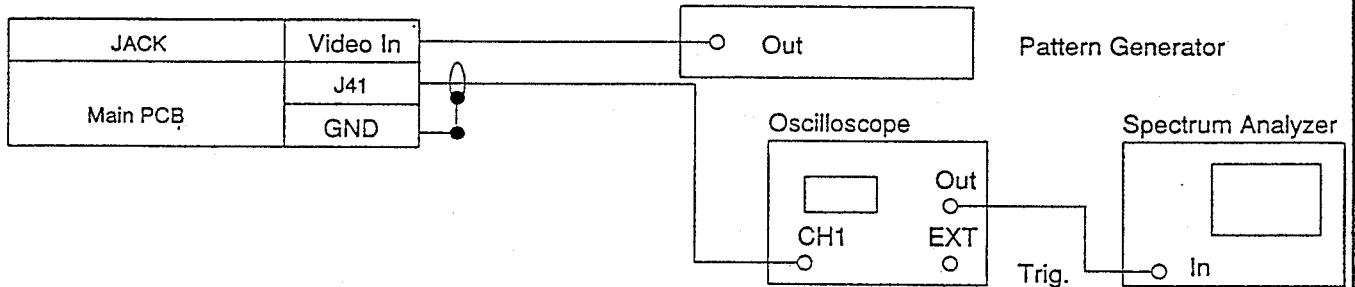 JACK
Video In
Out
Pattern Generator
J41
Main PCB
GND
Oscilloscope
Spectrum Analyzer
Out
CH1
EXT
Trig.
In